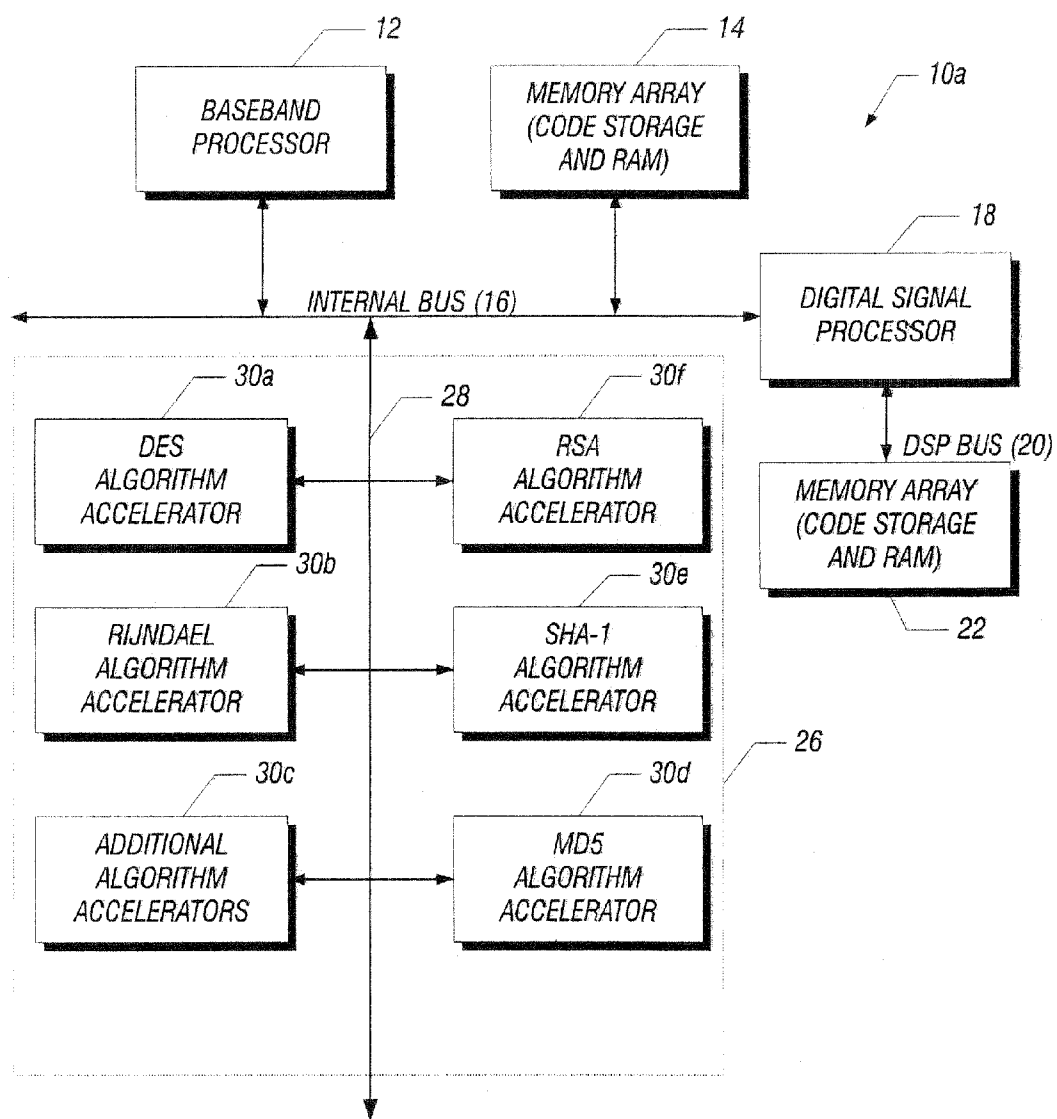 12
14
10a
BASEBAND
PROCESSOR
MEMORY ARRAY
(CODE STORAGE
AND RAM)
18
INTERNAL BUS (16)
DIGITAL SIGNAL
PROCESSOR
30a
28
30f
DES
ALGORITHM
ACCELERATOR
RSA
ALGORITHM
ACCELERATOR
DSP BUS (20)
MEMORY ARRAY
(CODE STORAGE
AND RAM)
22
30b
30e
RIJNDAEL
ALGORITHM
ACCELERATOR
SHA-1
ALGORITHM
ACCELERATOR
26
30c
30d
ADDITIONAL
ALGORITHM
ACCELERATORS
MD5
ALGORITHM
ACCELERATOR